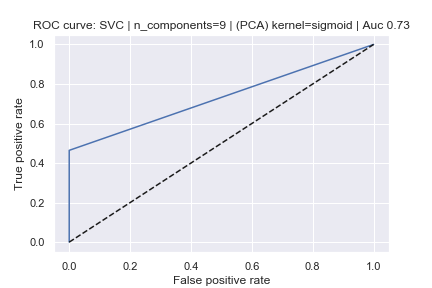 ROC curve: SVC | n_components=9 | (PCA) kernel=sigmoid | Auc 0.73
1.0
0.8
0.6
0.4
0.2
0.0
True positive rate
0.0 0.2 0.4 0.6 0.8 1.0
False positive rate